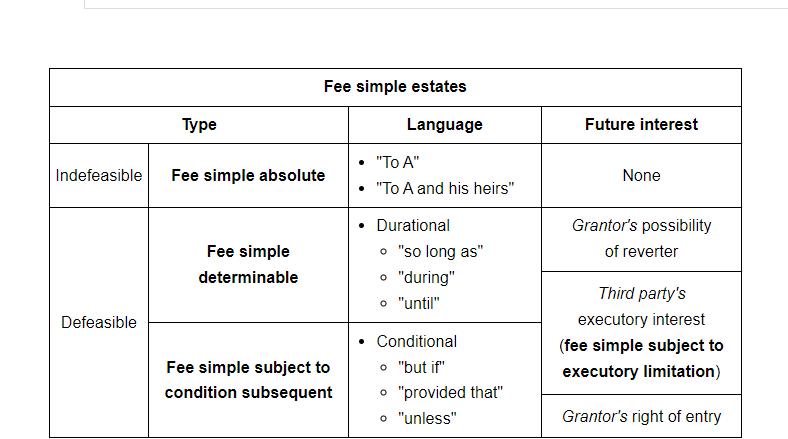 Fee simple estates
Type Language Future interest
Indefeasible Fee simple absolute
• "To A"
• "To A and his heirs"
None
Defeasible
Fee simple
determinable
• Durational
○ "so long as"
○ "during"
○ "until"
Grantor's possibility
of reverter
Third party's
executory interest
(fee simple subject to
executory limitation)
Fee simple subject to
condition subsequent
• Conditional
○ "but if"
○ "provided that"
○ "unless"
Grantor's right of entry